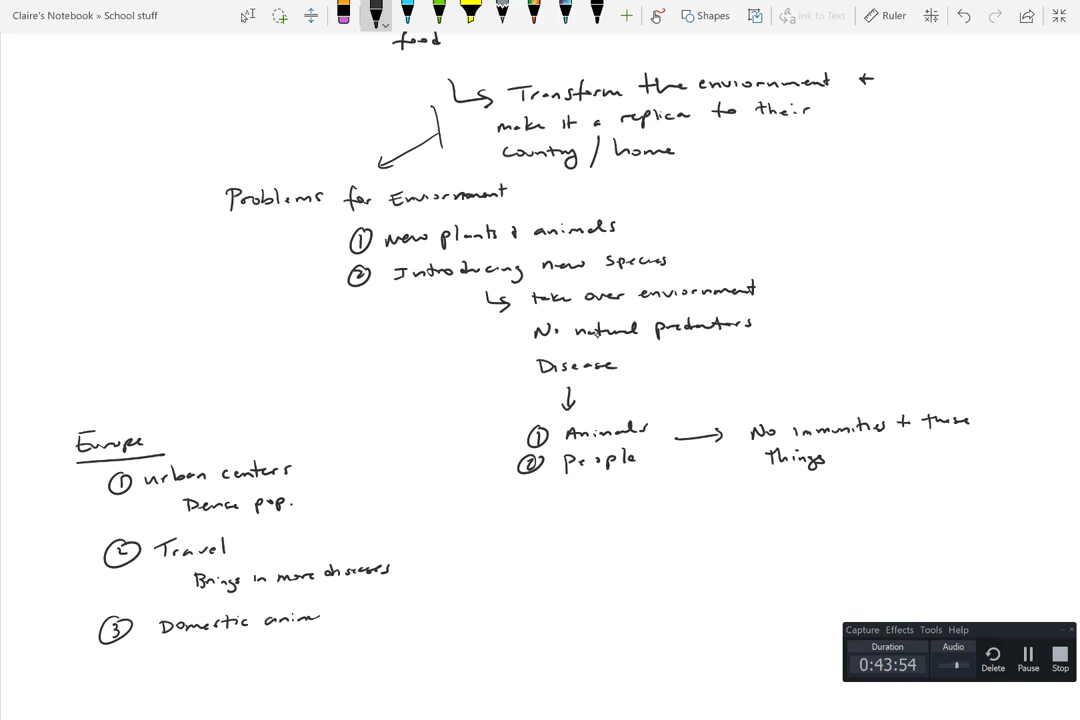 Claire's Notebook » School stuff
Shapes
Ink to Text
Ruler
food
Transform the enviornment +
make it a replica to their
country / home
Problems for Enviornment
① New plants & animals
② Introducing new species
take over enviornment
No natural predators
Disease
① Animals → No immunities to these
② People things
Europe
① urban centers
Dense pop.
② Travel
Brings in more diseases
③ Domestic anim
Capture Effects Tools Help
Duration
Audio
0:43:54
Delete
Pause
Stop